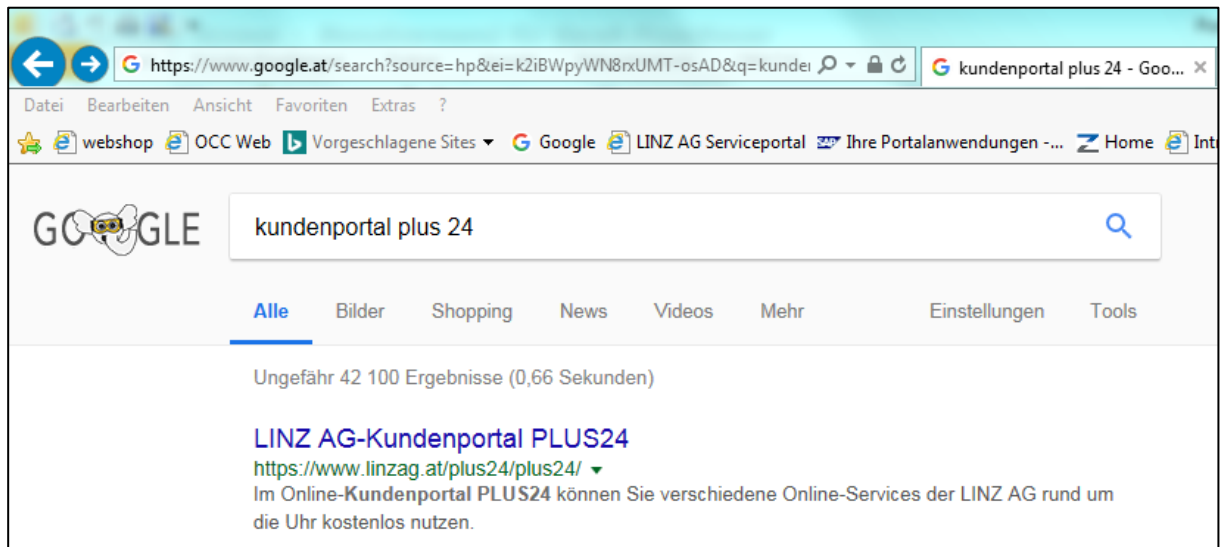 https://www.google.at/search?source=hp&ei=k2iBWpyWN8rxUMT-osAD&q=kunde
kundenportal plus 24 - Goo...
Datei Bearbeiten Ansicht Favoriten Extras ?
webshop OCC Web Vorgeschlagene Sites Google LINZ AG Serviceportal SAP Ihre Portalanwendungen -... Home Int
GOOGLE kundenportal plus 24
Alle Bilder Shopping News Videos Mehr Einstellungen Tools
Ungefähr 42 100 Ergebnisse (0,66 Sekunden)
LINZ AG-Kundenportal PLUS24
https://www.linzag.at/plus24/plus24/
Im Online-Kundenportal PLUS24 können Sie verschiedene Online-Services der LINZ AG rund um
die Uhr kostenlos nutzen.